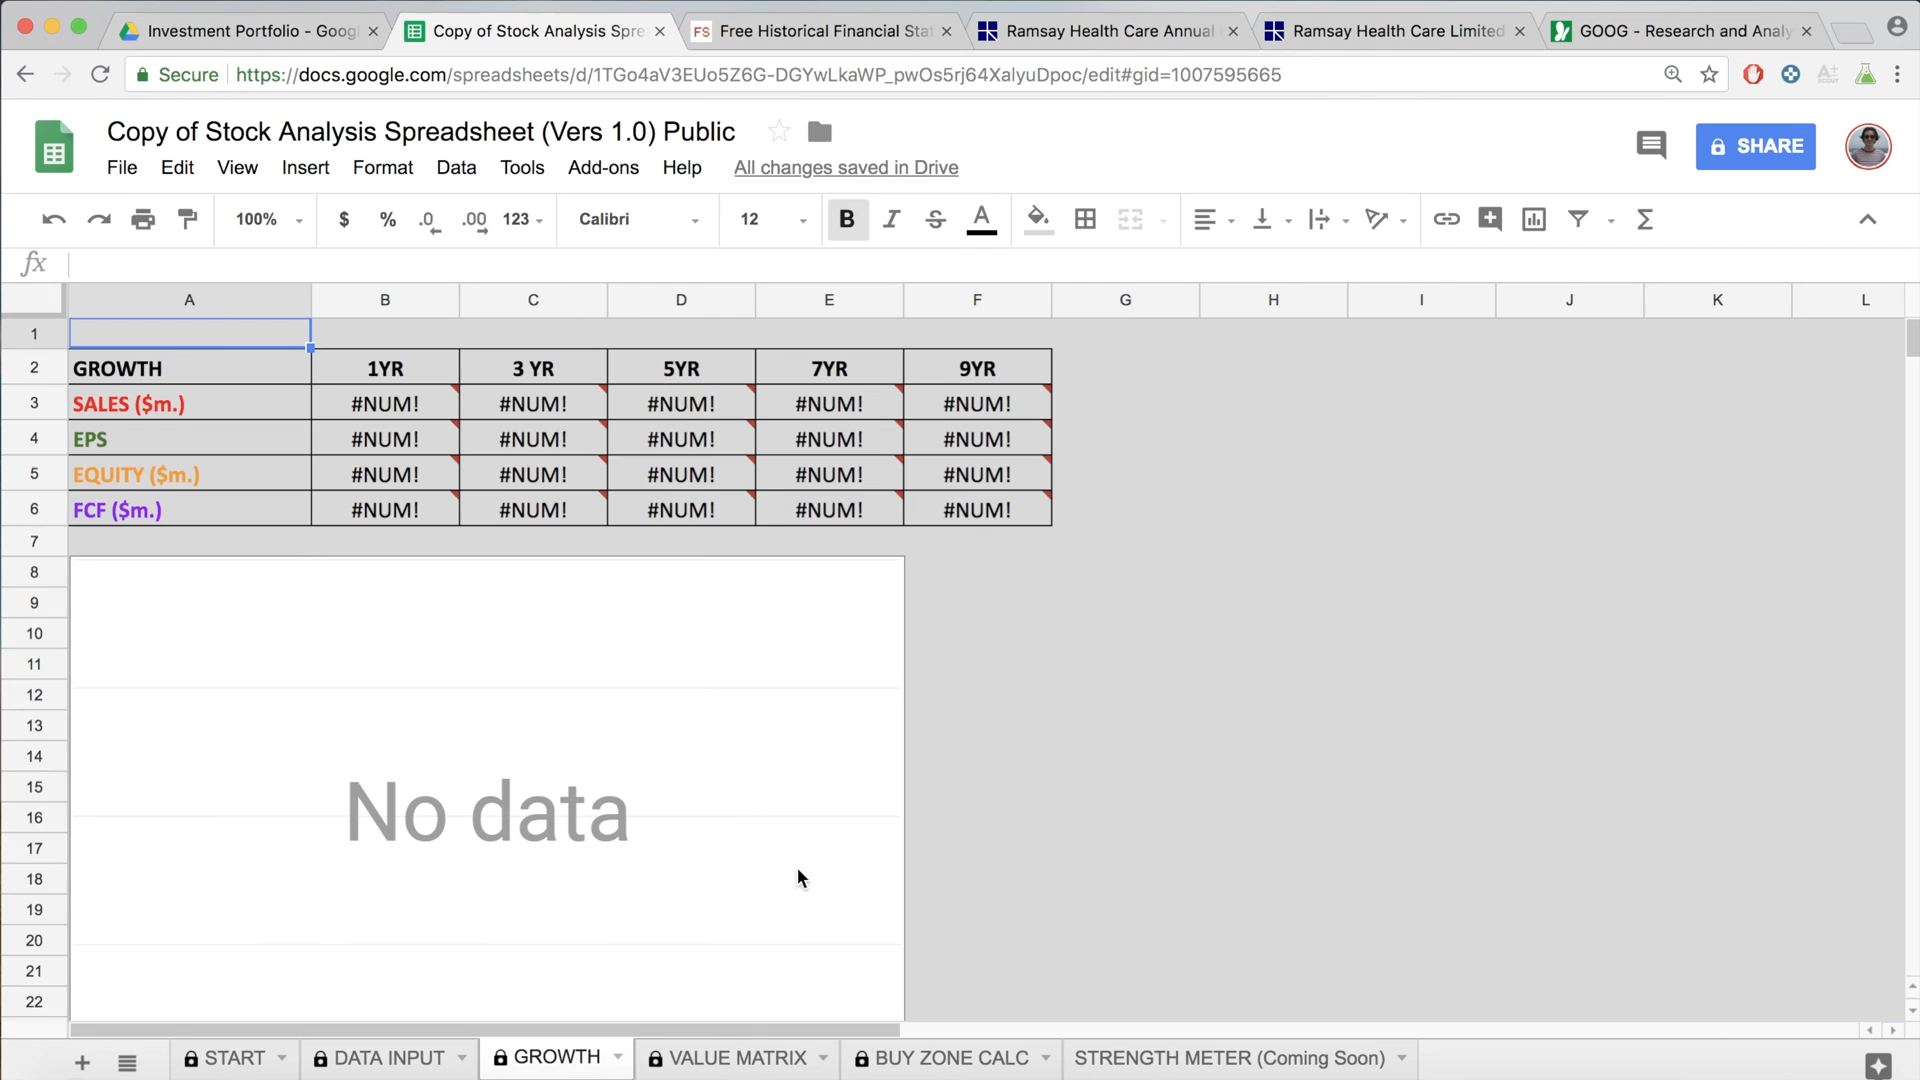 Investment Portfolio - Googl
Copy of Stock Analysis Spre
FS Free Historical Financial Stat
Ramsay Health Care Annual
Ramsay Health Care Limited
GOOG - Research and Analy
Secure https://docs.google.com/spreadsheets/d/1TGo4aV3EUo5Z6G-DGYwLkaWP_pwOs5rj64XalyuDpoc/edit#gid=1007595665
Copy of Stock Analysis Spreadsheet (Vers 1.0) Public
SHARE
File Edit View Insert Format Data Tools Add-ons Help All changes saved in Drive
100% $ % .0 .00 123 Calibri 12 B I S A Σ
fx
A B C D E F G H I J K L
1
2 GROWTH 1YR 3 YR 5YR 7YR 9YR
3 SALES ($m.) #NUM! #NUM! #NUM! #NUM! #NUM!
4 EPS #NUM! #NUM! #NUM! #NUM! #NUM!
5 EQUITY ($m.) #NUM! #NUM! #NUM! #NUM! #NUM!
6 FCF ($m.) #NUM! #NUM! #NUM! #NUM! #NUM!
7
8
9
10
11
12
13
14
15
No data
16
17
18
19
20
21
22
START DATA INPUT GROWTH VALUE MATRIX BUY ZONE CALC STRENGTH METER (Coming Soon)